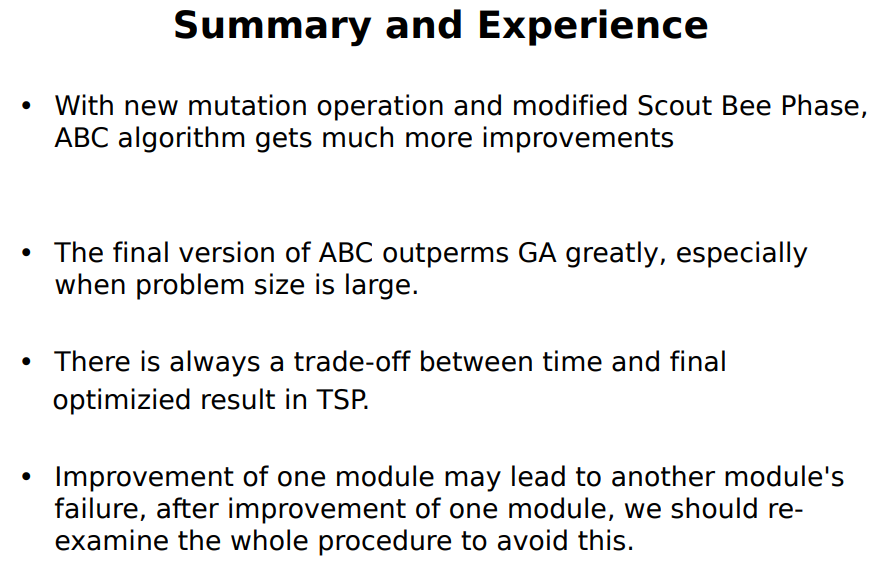 Summary and Experience
• With new mutation operation and modified Scout Bee Phase,
ABC algorithm gets much more improvements
• The final version of ABC outperms GA greatly, especially
when problem size is large.
• There is always a trade-off between time and final
optimizied result in TSP.
• Improvement of one module may lead to another module's
failure, after improvement of one module, we should re-
examine the whole procedure to avoid this.